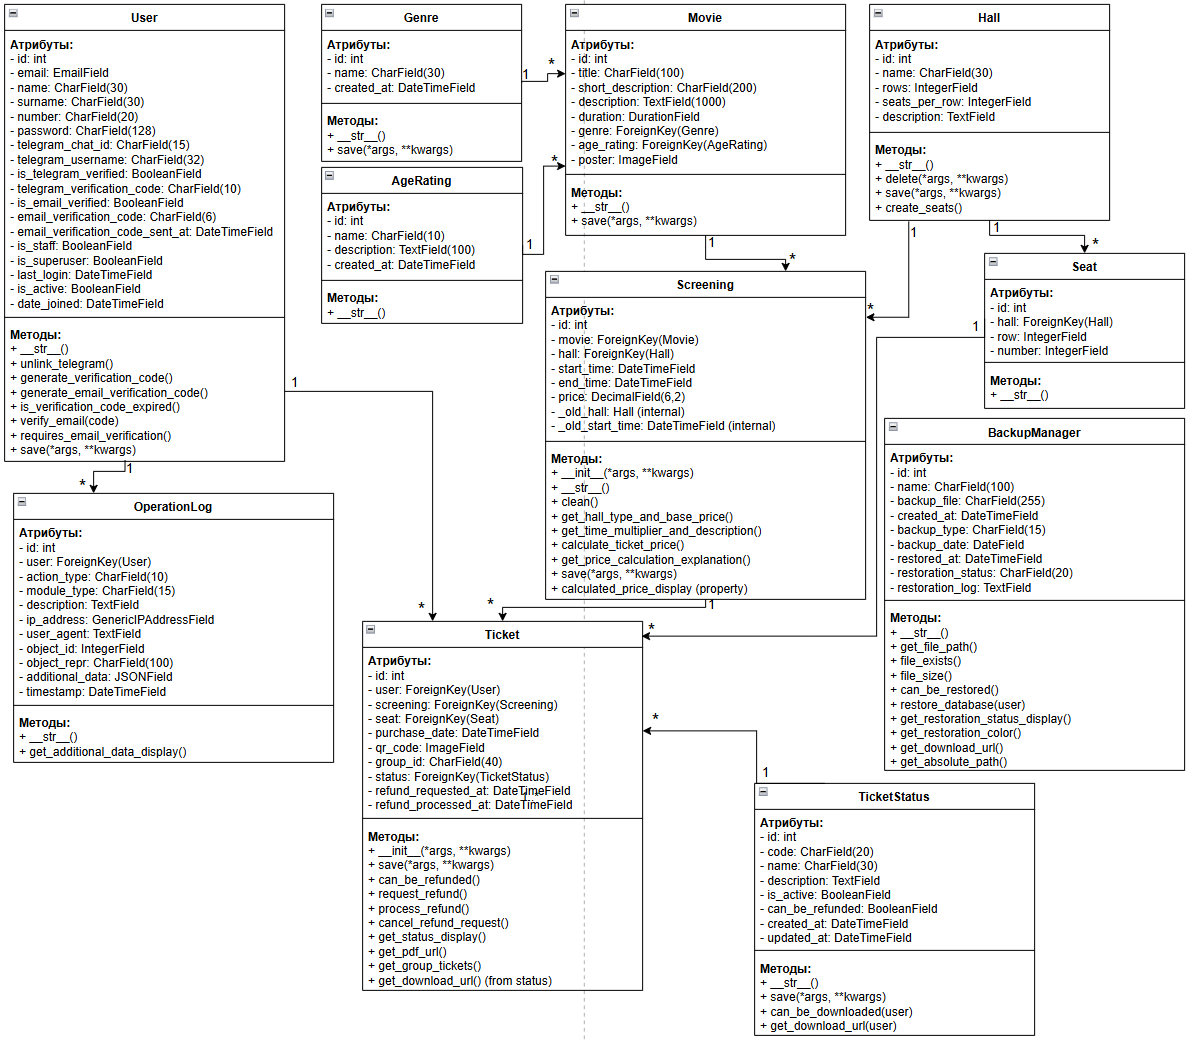 User
Атрибуты:
- id: int
- email: EmailField
- name: CharField(30)
- surname: CharField(30)
- number: CharField(20)
- password: CharField(128)
- telegram_chat_id: CharField(15)
- telegram_username: CharField(32)
- is_telegram_verified: BooleanField
- telegram_verification_code: CharField(10)
- is_email_verified: BooleanField
- email_verification_code: CharField(6)
- email_verification_code_sent_at: DateTimeField
- is_staff: BooleanField
- is_superuser: BooleanField
- last_login: DateTimeField
- is_active: BooleanField
- date_joined: DateTimeField
Методы:
+ __str__()
+ unlink_telegram()
+ generate_verification_code()
+ generate_email_verification_code()
+ is_verification_code_expired()
+ verify_email(code)
+ requires_email_verification()
+ save(*args, **kwargs)
1
*
1
*
Genre
Атрибуты:
- id: int
- name: CharField(30)
- created_at: DateTimeField
Методы:
+ __str__()
+ save(*args, **kwargs)
1
*
AgeRating
Атрибуты:
- id: int
- name: CharField(10)
- description: TextField(100)
- created_at: DateTimeField
Методы:
+ __str__()
1
*
Movie
Атрибуты:
- id: int
- title: CharField(100)
- short_description: CharField(200)
- description: TextField(1000)
- duration: DurationField
- genre: ForeignKey(Genre)
- age_rating: ForeignKey(AgeRating)
- poster: ImageField
Методы:
+ __str__()
+ save(*args, **kwargs)
1
*
Hall
Атрибуты:
- id: int
- name: CharField(30)
- rows: IntegerField
- seats_per_row: IntegerField
- description: TextField
Методы:
+ __str__()
+ delete(*args, **kwargs)
+ save(*args, **kwargs)
+ create_seats()
1
*
1
*
Seat
Атрибуты:
- id: int
- hall: ForeignKey(Hall)
- row: IntegerField
- number: IntegerField
Методы:
+ __str__()
1
*
Screening
Атрибуты:
- id: int
- movie: ForeignKey(Movie)
- hall: ForeignKey(Hall)
- start_time: DateTimeField
- end_time: DateTimeField
- price: DecimalField(6,2)
- _old_hall: Hall (internal)
- _old_start_time: DateTimeField (internal)
Методы:
+ __init__(*args, **kwargs)
+ __str__()
+ clean()
+ get_hall_type_and_base_price()
+ get_time_multiplier_and_description()
+ calculate_ticket_price()
+ get_price_calculation_explanation()
+ save(*args, **kwargs)
+ calculated_price_display (property)
1
*
BackupManager
Атрибуты:
- id: int
- name: CharField(100)
- backup_file: CharField(255)
- created_at: DateTimeField
- backup_type: CharField(15)
- backup_date: DateField
- restored_at: DateTimeField
- restoration_status: CharField(20)
- restoration_log: TextField
Методы:
+ __str__()
+ get_file_path()
+ file_exists()
+ file_size()
+ can_be_restored()
+ restore_database(user)
+ get_restoration_status_display()
+ get_restoration_color()
+ get_download_url()
+ get_absolute_path()
OperationLog
Атрибуты:
- id: int
- user: ForeignKey(User)
- action_type: CharField(10)
- module_type: CharField(15)
- description: TextField
- ip_address: GenericIPAddressField
- user_agent: TextField
- object_id: IntegerField
- object_repr: CharField(100)
- additional_data: JSONField
- timestamp: DateTimeField
Методы:
+ __str__()
+ get_additional_data_display()
Ticket
Атрибуты:
- id: int
- user: ForeignKey(User)
- screening: ForeignKey(Screening)
- seat: ForeignKey(Seat)
- purchase_date: DateTimeField
- qr_code: ImageField
- group_id: CharField(40)
- status: ForeignKey(TicketStatus)
- refund_requested_at: DateTimeField
- refund_processed_at: DateTimeField
1
Методы:
+ __init__(*args, **kwargs)
+ save(*args, **kwargs)
+ can_be_refunded()
+ request_refund()
+ process_refund()
+ cancel_refund_request()
+ get_status_display()
+ get_pdf_url()
+ get_group_tickets()
+ get_download_url() (from status)
*
1
TicketStatus
Атрибуты:
- id: int
- code: CharField(20)
- name: CharField(30)
- description: TextField
- is_active: BooleanField
- can_be_refunded: BooleanField
- created_at: DateTimeField
- updated_at: DateTimeField
Методы:
+ __str__()
+ save(*args, **kwargs)
+ can_be_downloaded(user)
+ get_download_url(user)